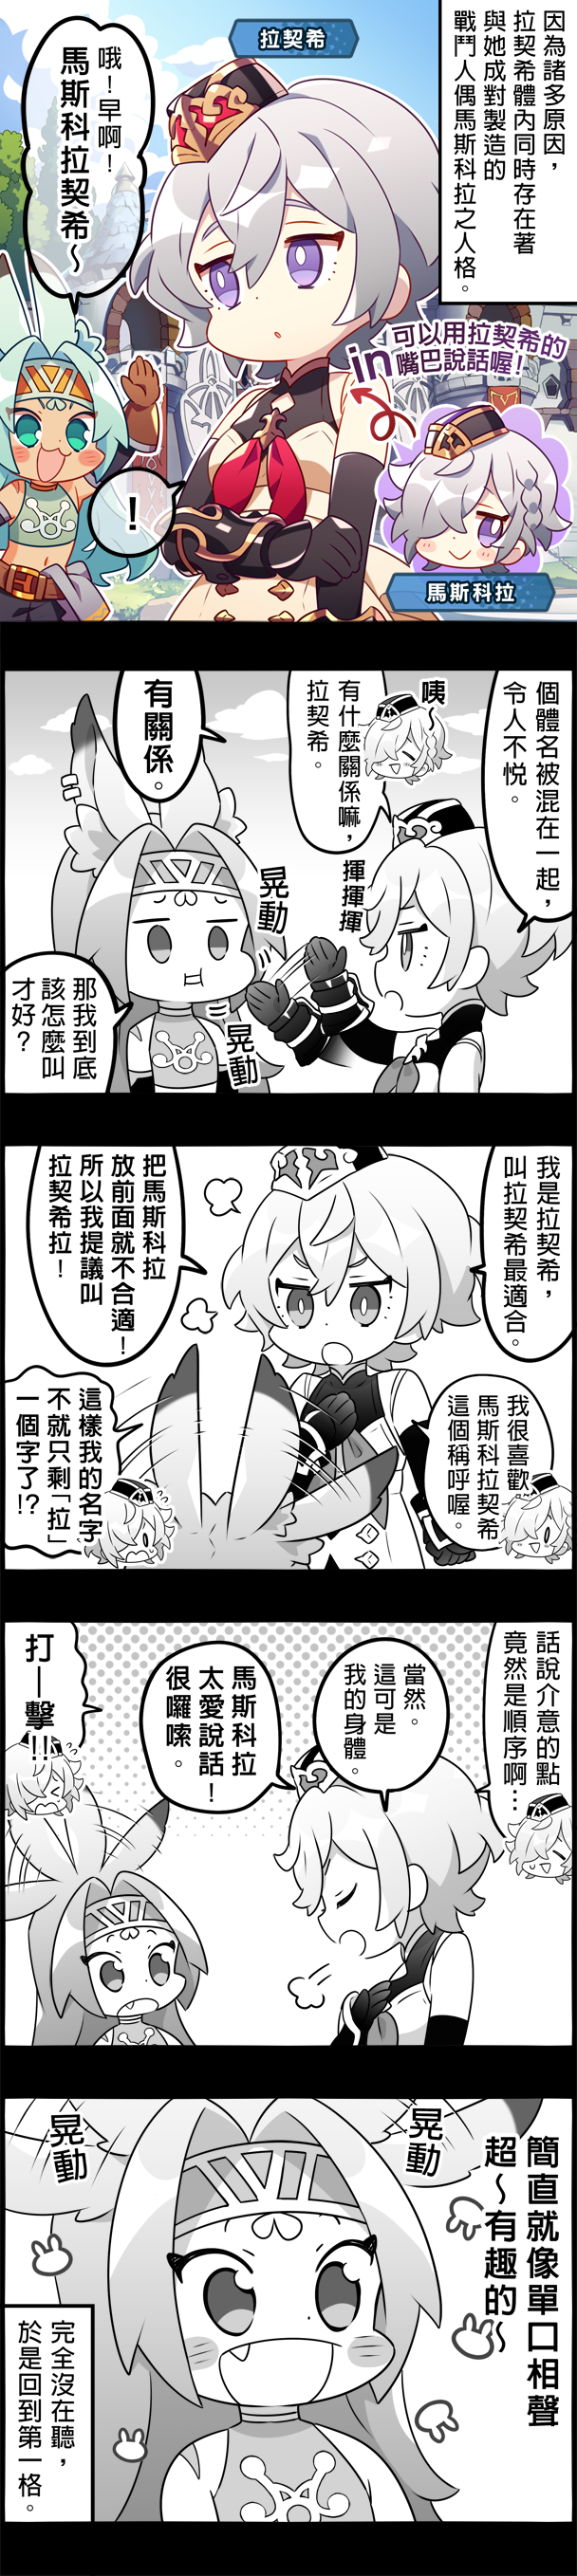 因為諸多原因，
拉契希體內同時存在著
與她成對製造的
戰鬥人偶馬斯科拉之人格。
拉契希
哦！早啊！
馬斯科拉契希～
可以用拉契希的
嘴巴說話喔！
in
！
馬斯科拉
個體名被混在一起，
令人不悅。
咦～
有什麼關係嘛，
拉契希。
揮揮揮
有關係。
晃動
晃動
那我到底
該怎麼叫
才好？
我是拉契希，
叫拉契希最適合。
我很喜歡
馬斯科拉契希
這個稱呼喔。
把馬斯科拉
放前面就不合適！
所以我提議叫
拉契希拉！
這樣我的名字
不就只剩「拉」
一個字了!?
話說介意的點
竟然是順序啊…
當然。
這可是
我的身體。
馬斯科拉
太愛說話！
很囉嗦。
打—擊!!
簡直就像單口相聲
超～有趣的～
晃動
晃動
完全沒在聽，
於是回到第一格。